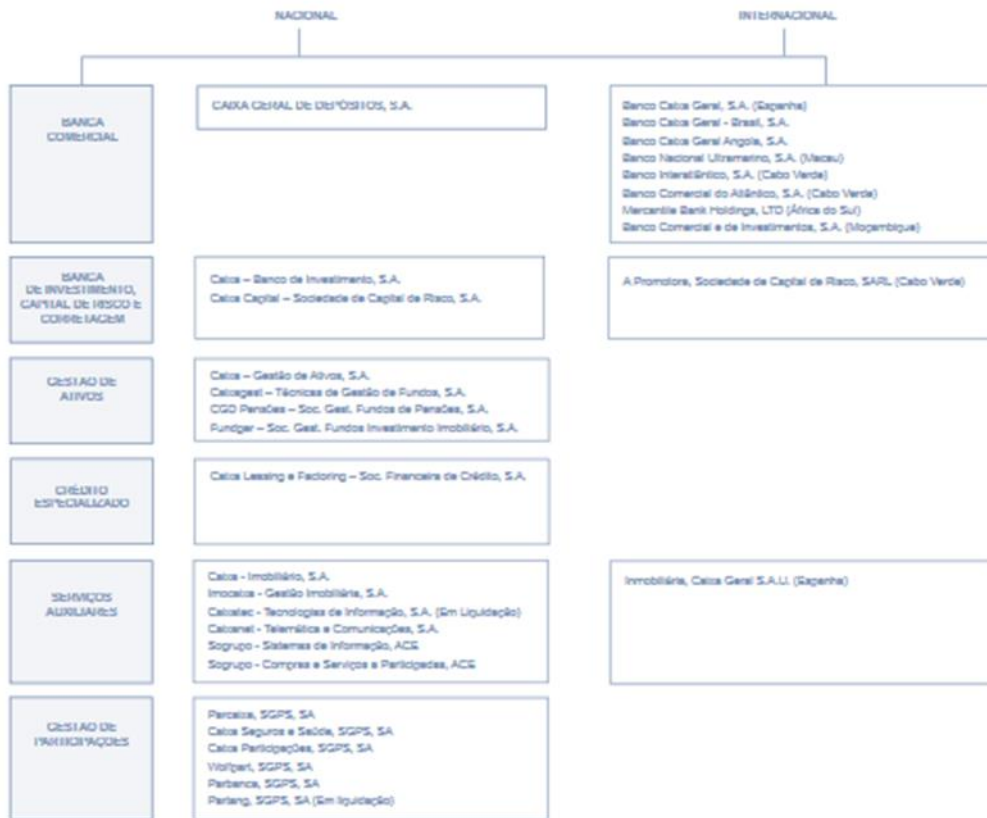 NACIONAL
INTERNACIONAL
BANCA
COMERCIAL
CAIXA GERAL DE DEPÓSITOS, S.A.
Banco Caixa Geral, S.A. (Espanha)
Banco Caixa Geral - Brasil, S.A.
Banco Caixa Geral Angola, S.A.
Banco Nacional Ultramarino, S.A. (Macau)
Banco Interatlântico, S.A. (Cabo Verde)
Banco Comercial do Atlântico, S.A. (Cabo Verde)
Mercantile Bank Holdings, LTD (África do Sul)
Banco Comercial e de Investimentos, S.A. (Moçambique)
BANCA
DE INVESTIMENTO,
CAPITAL DE RISCO E
CORRETAGEM
Caixa – Banco de Investimento, S.A.
Caixa Capital – Sociedade de Capital de Risco, S.A.
A Promotora, Sociedade de Capital de Risco, SARL (Cabo Verde)
GESTÃO DE
ATIVOS
Caixa – Gestão de Ativos, S.A.
Caixagest – Técnicas de Gestão de Fundos, S.A.
CGD Pensões – Soc. Gest. Fundos de Pensões, S.A.
Fundger – Soc. Gest. Fundos Investimento Imobiliário, S.A.
CRÉDITO
ESPECIALIZADO
Caixa Leasing e Factoring – Soc. Financeira de Crédito, S.A.
SERVIÇOS
AUXILIARES
Caixa - Imobiliário, S.A.
Imocaixa - Gestão Imobiliária, S.A.
Caixatec - Tecnologias de Informação, S.A. (Em Liquidação)
Caixanet - Telemática e Comunicações, S.A.
Sogrupo - Sistemas de Informação, ACE
Sogrupo - Compras e Serviços a Participadas, ACE
Inmobiliária, Caixa Geral S.A.U. (Espanha)
GESTÃO DE
PARTICIPAÇÕES
Parcaixa, SGPS, SA
Caixa Seguros e Saúde, SGPS, SA
Caixa Participações, SGPS, SA
Wolfpart, SGPS, SA
Parbanca, SGPS, SA
Partang, SGPS, SA (Em liquidação)